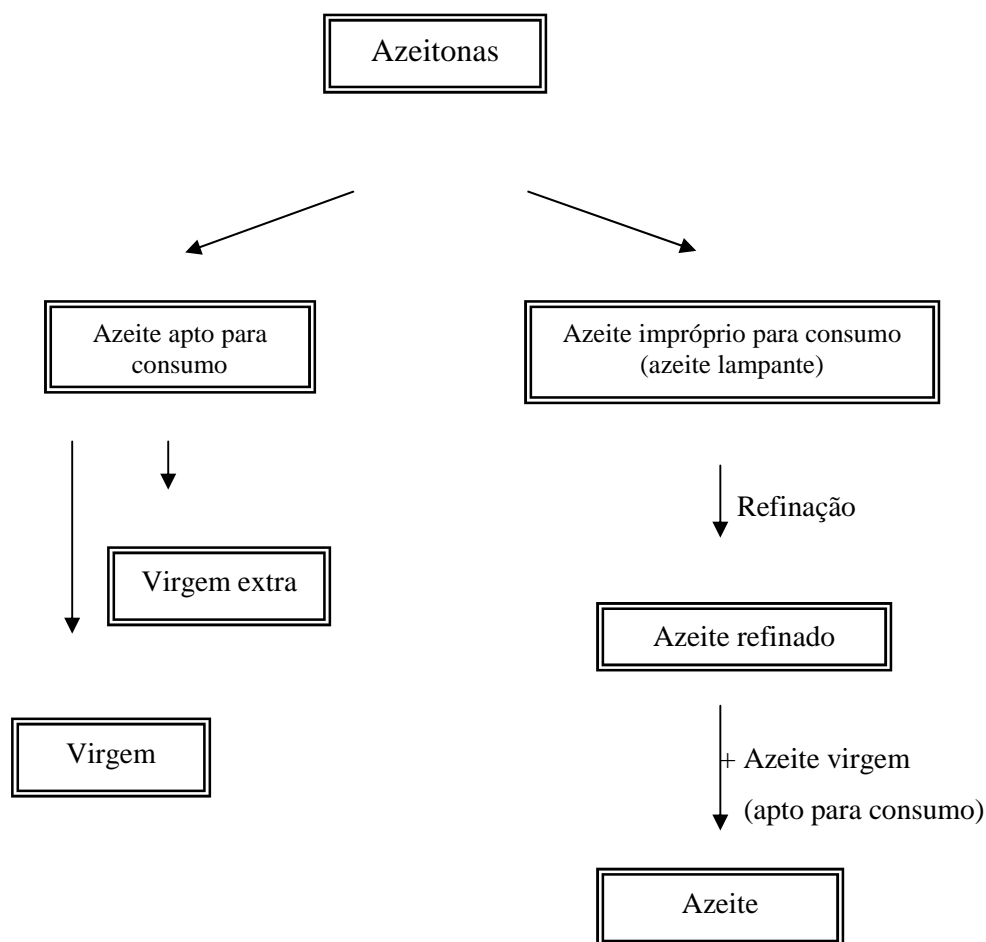 Azeitonas
Azeite apto para
consumo
Azeite impróprio para consumo
(azeite lampante)
Refinação
Virgem extra
Azeite refinado
Virgem
+ Azeite virgem
(apto para consumo)
Azeite